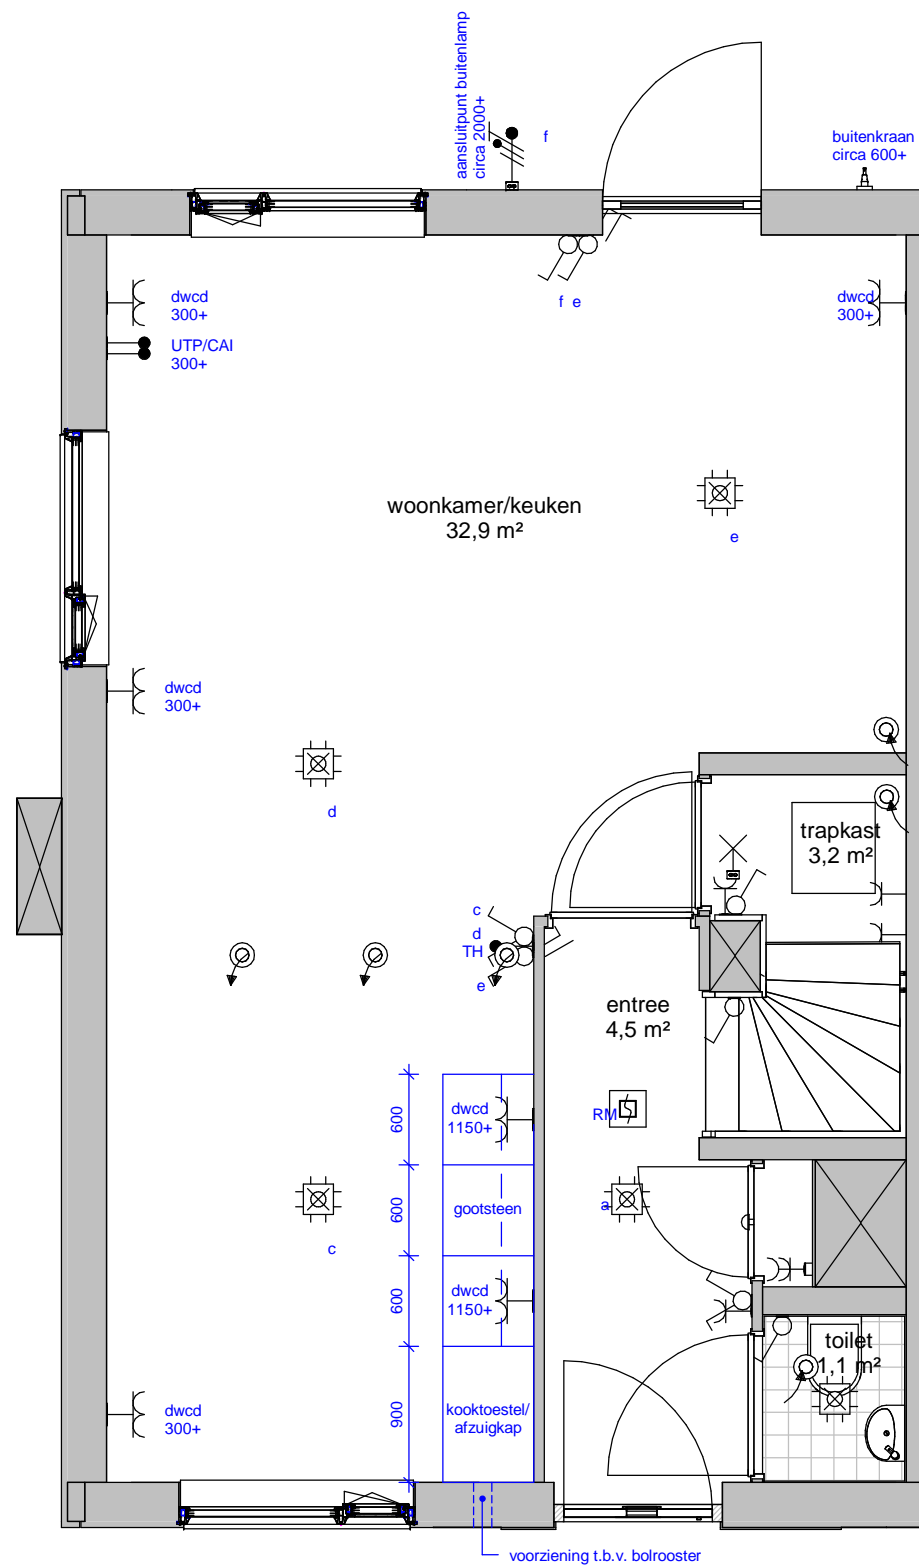 aansluitpunt buitenlamp
circa 2000+
f
buitenkraan
circa 600+
f e
dwcd
300+
dwcd
300+
UTP/CAI
300+
woonkamer/keuken
32,9 m²
e
dwcd
300+
d
trapkast
3,2 m²
c
d
TH
e
entree
4,5 m²
RM
600
dwcd
1150+
600
gootsteen
a
c
600
dwcd
1150+
toilet
1,1 m²
900
kooktoestel/
afzuigkap
dwcd
300+
voorziening t.b.v. bolrooster